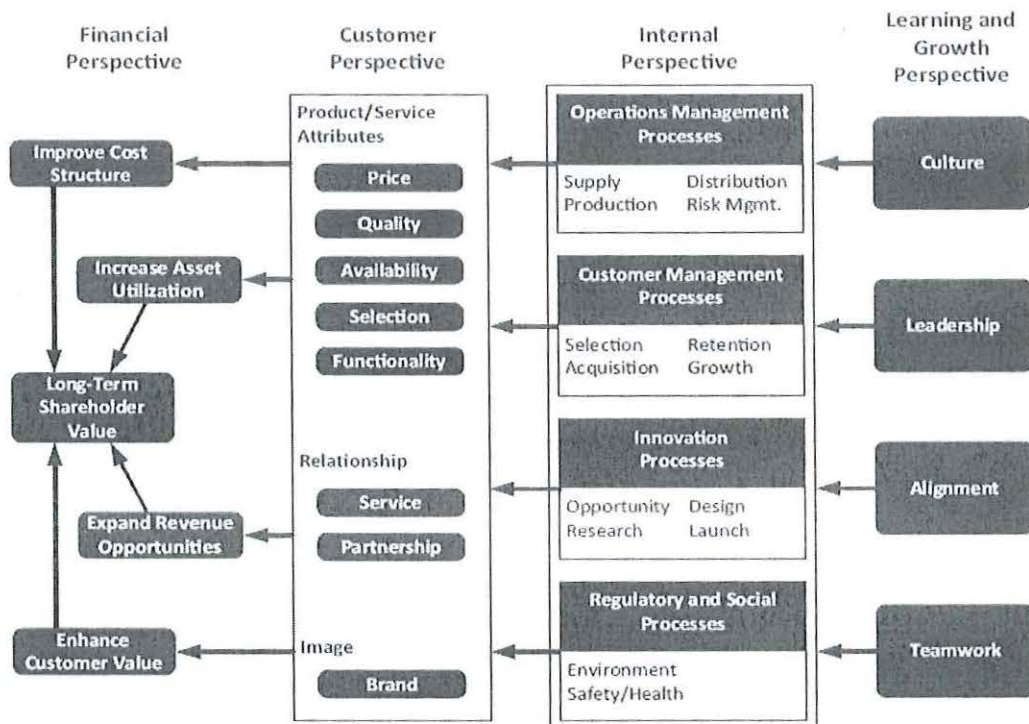 Financial
Perspective
Customer
Perspective
Internal
Perspective
Learning and
Growth
Perspective
Improve Cost
Structure
Increase Asset
Utilization
Long-Term
Shareholder
Value
Expand Revenue
Opportunities
Enhance
Customer Value
Product/Service
Attributes
Price
Quality
Availability
Selection
Functionality
Relationship
Service
Partnership
Image
Brand
Operations Management
Processes
Supply Distribution
Production Risk Mgmt.
Customer Management
Processes
Selection Retention
Acquisition Growth
Innovation
Processes
Opportunity Design
Research Launch
Regulatory and Social
Processes
Environment
Safety/Health
Culture
Leadership
Alignment
Teamwork